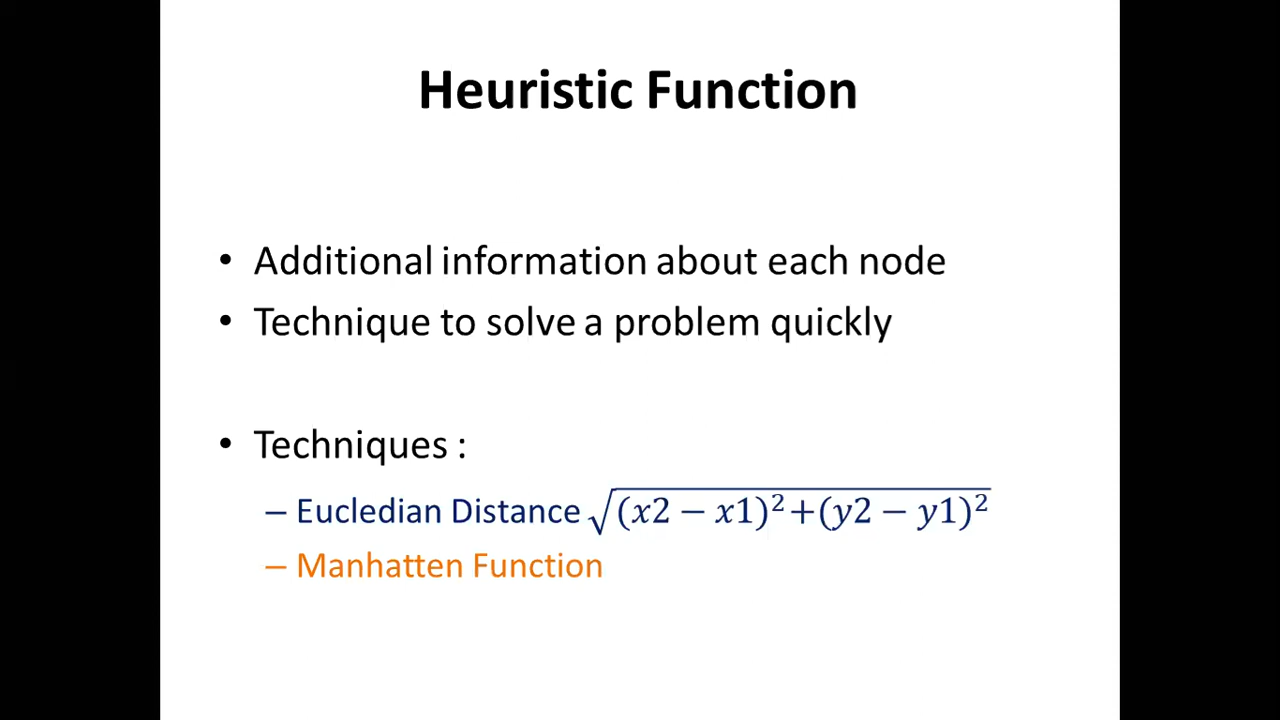 Heuristic Function
• Additional information about each node
• Technique to solve a problem quickly
• Techniques :
– Eucledian Distance √(x2 − x1)²+(y2 − y1)²
– Manhatten Function